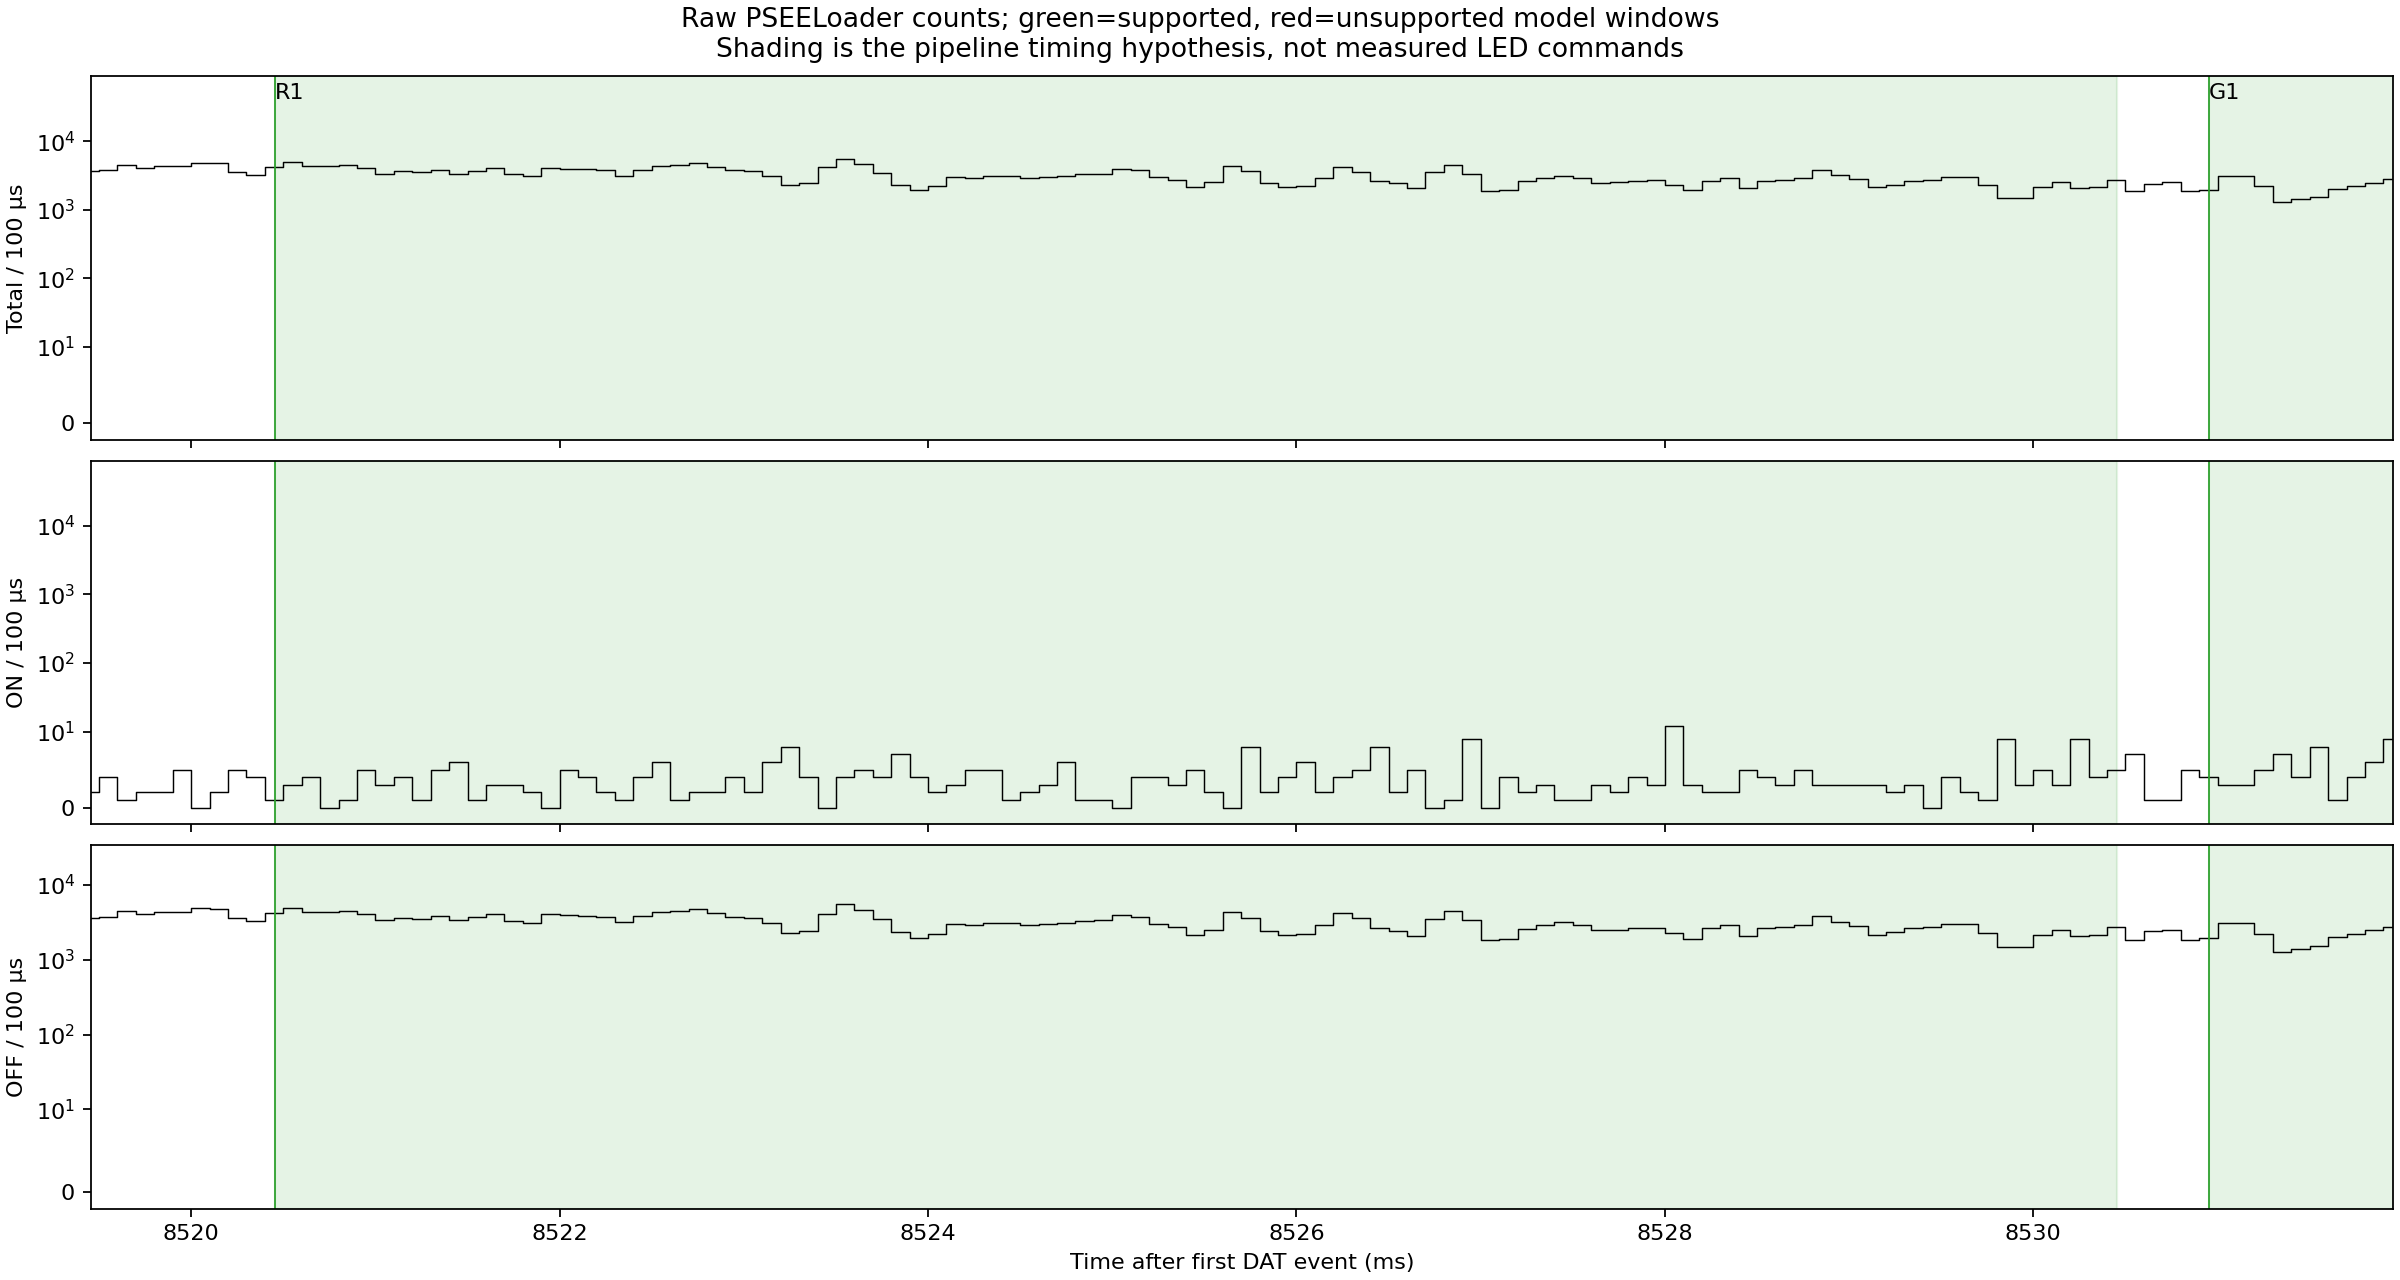 Raw PSEELoader counts; green=supported, red=unsupported model windows
Shading is the pipeline timing hypothesis, not measured LED commands
R1
G1
10⁴
10³
10²
10¹
0
Total / 100 µs
10⁴
10³
10²
10¹
0
ON / 100 µs
10⁴
10³
10²
10¹
0
OFF / 100 µs
8520 8522 8524 8526 8528 8530
Time after first DAT event (ms)